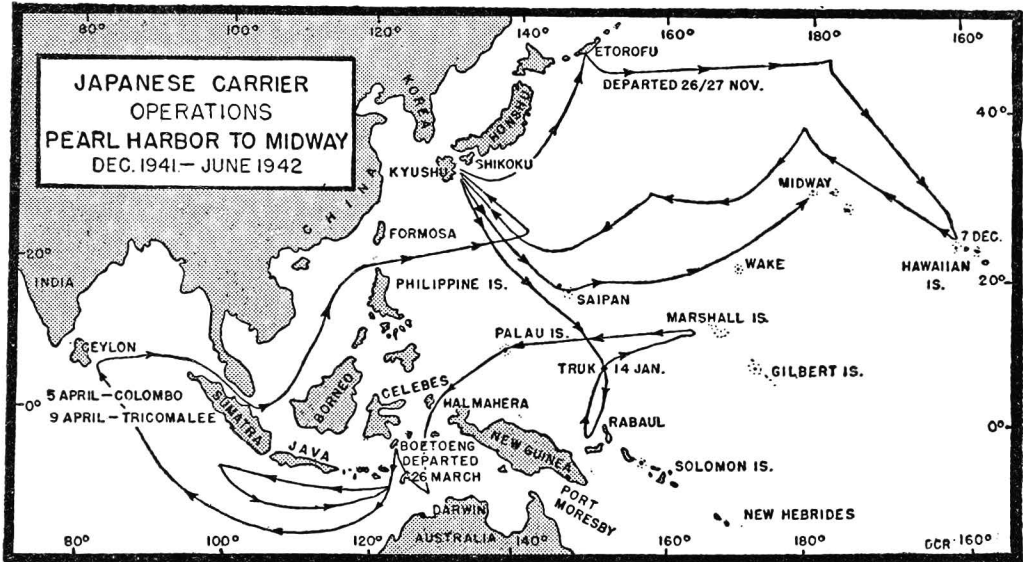 80°
120°
140°
160°
180°
160°
JAPANESE CARRIER
OPERATIONS
PEARL HARBOR TO MIDWAY
DEC. 1941— JUNE 1942
ETOROFU
DEPARTED 26/27 NOV.
40°
KOREA
HONSHU
SHIKOKU
KYUSHU
CHINA
MIDWAY
FORMOSA
7 DEC.
HAWAIIAN
IS.
20°
20°
INDIA
WAKE
PHILIPPINE IS.
SAIPAN
MARSHALL IS.
PALAU IS.
CEYLON
TRUK
14 JAN.
GILBERT IS.
5 APRIL—COLOMBO
9 APRIL—TRICOMALEE
0°
0°
SUMATRA
BORNEO
CELEBES
HALMAHERA
RABAUL
JAVA
BOETOENG
DEPARTED
26 MARCH
NEW GUINEA
SOLOMON IS.
PORT
MORESBY
DARWIN
NEW HEBRIDES
AUSTRALIA
80°
100°
120°
140°
160°
180°
160°